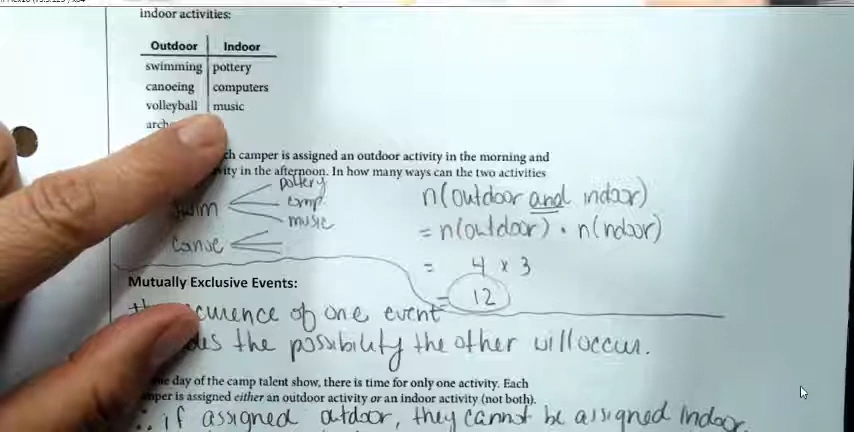 indoor activities:
Outdoor Indoor
swimming pottery
canoeing computers
volleyball music
camper is assigned an outdoor activity in the morning and
in the afternoon. In how many ways can the two activities
pottery
swim comp. n(outdoor and indoor)
music = n(outdoor) · n(indoor)
canoe
= 4 x 3
= 12
Mutually Exclusive Events:
of one event
the possibility the other will occur.
day of the camp talent show, there is time for only one activity. Each
is assigned either an outdoor activity or an indoor activity (not both).
∴ if assigned outdoor, they cannot be assigned indoor.